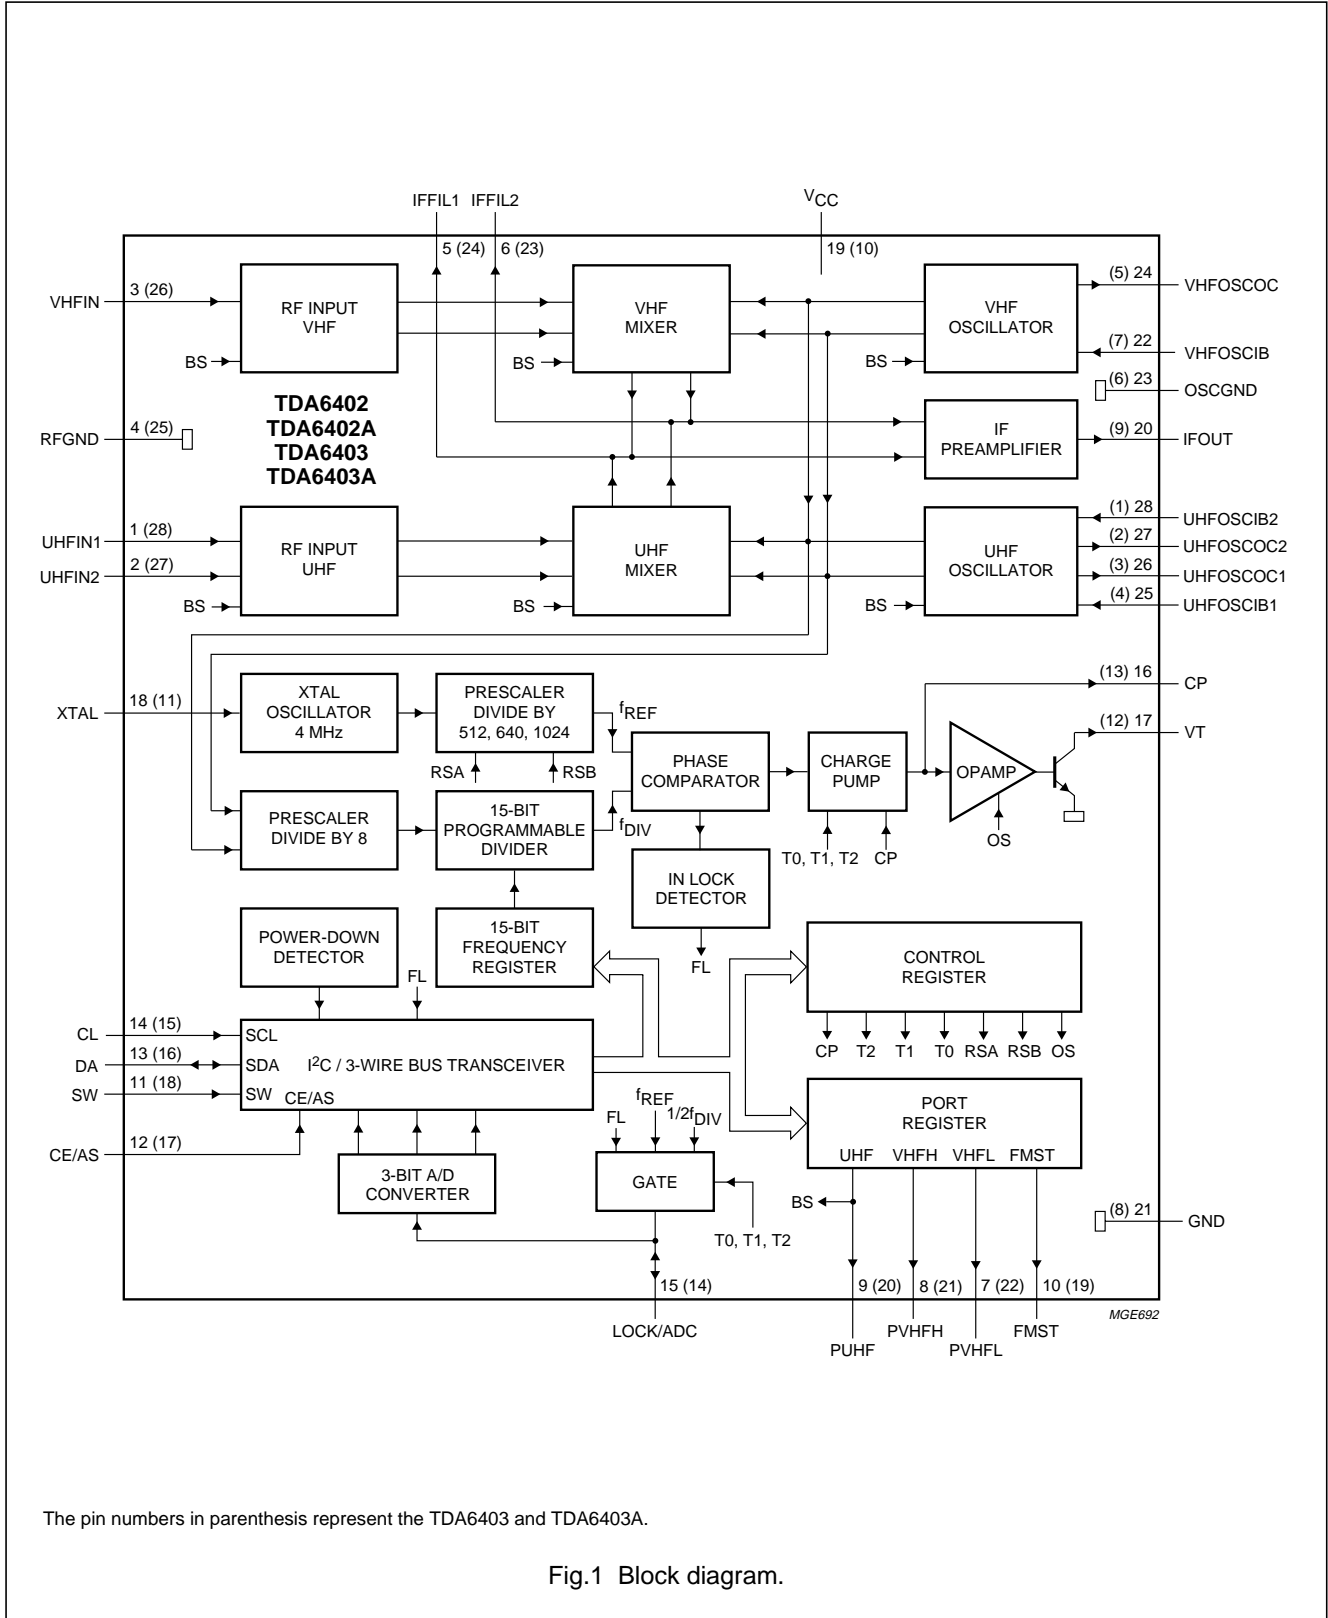 IFFIL1 IFFIL2
VCC
5 (24) 6 (23)
19 (10)
VHFIN
3 (26)
RF INPUT
VHF
BS
VHF
MIXER
BS
VHF
OSCILLATOR
BS
(5) 24
VHFOSCOC
(7) 22
VHFOSCIB
(6) 23
OSCGND
TDA6402
TDA6402A
TDA6403
TDA6403A
RFGND
4 (25)
IF
PREAMPLIFIER
(9) 20
IFOUT
UHFIN1
1 (28)
UHFIN2
2 (27)
RF INPUT
UHF
BS
UHF
MIXER
BS
UHF
OSCILLATOR
BS
(1) 28
UHFOSCIB2
(2) 27
UHFOSCOC2
(3) 26
UHFOSCOC1
(4) 25
UHFOSCIB1
XTAL
18 (11)
XTAL
OSCILLATOR
4 MHz
PRESCALER
DIVIDE BY
512, 640, 1024
fREF
RSA
RSB
(13) 16
CP
(12) 17
VT
PHASE
COMPARATOR
CHARGE
PUMP
OPAMP
OS
T0, T1, T2
CP
PRESCALER
DIVIDE BY 8
15-BIT
PROGRAMMABLE
DIVIDER
fDIV
IN LOCK
DETECTOR
FL
POWER-DOWN
DETECTOR
15-BIT
FREQUENCY
REGISTER
FL
CONTROL
REGISTER
CP T2 T1 T0 RSA RSB OS
CL
14 (15)
SCL
DA
13 (16)
SDA
I2C / 3-WIRE BUS TRANSCEIVER
SW
11 (18)
SW
CE/AS
CE/AS
12 (17)
3-BIT A/D
CONVERTER
FL
fREF
1/2fDIV
GATE
T0, T1, T2
PORT
REGISTER
UHF VHFH VHFL FMST
BS
(8) 21
GND
15 (14)
9 (20) 8 (21) 7 (22) 10 (19)
LOCK/ADC
PUHF
PVHFH
PVHFL
FMST
MGE692
The pin numbers in parenthesis represent the TDA6403 and TDA6403A.
Fig.1 Block diagram.